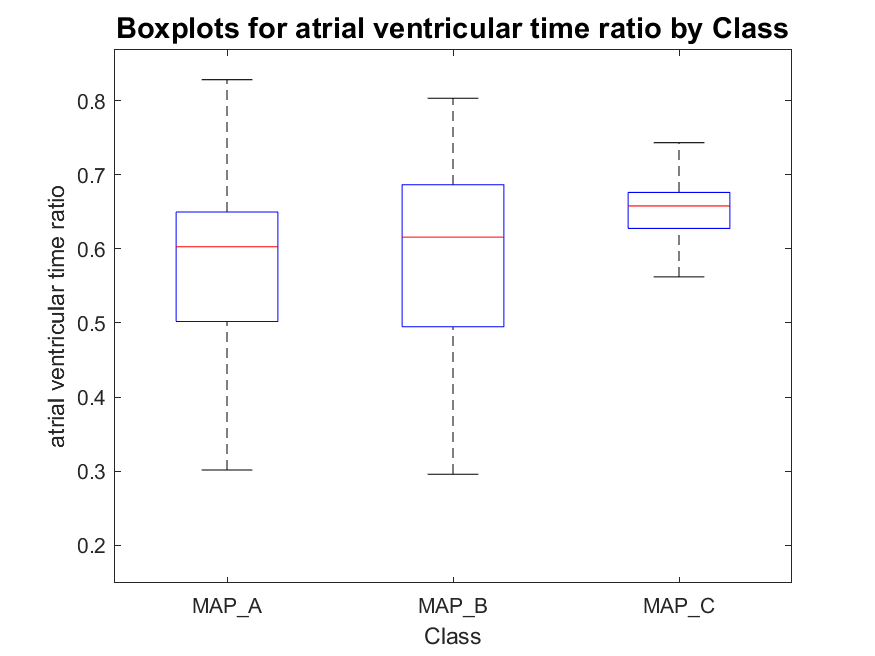 Boxplots for atrial ventricular time ratio by Class
atrial ventricular time ratio
0.8
0.7
0.6
0.5
0.4
0.3
0.2
MAP_A MAP_B MAP_C
Class